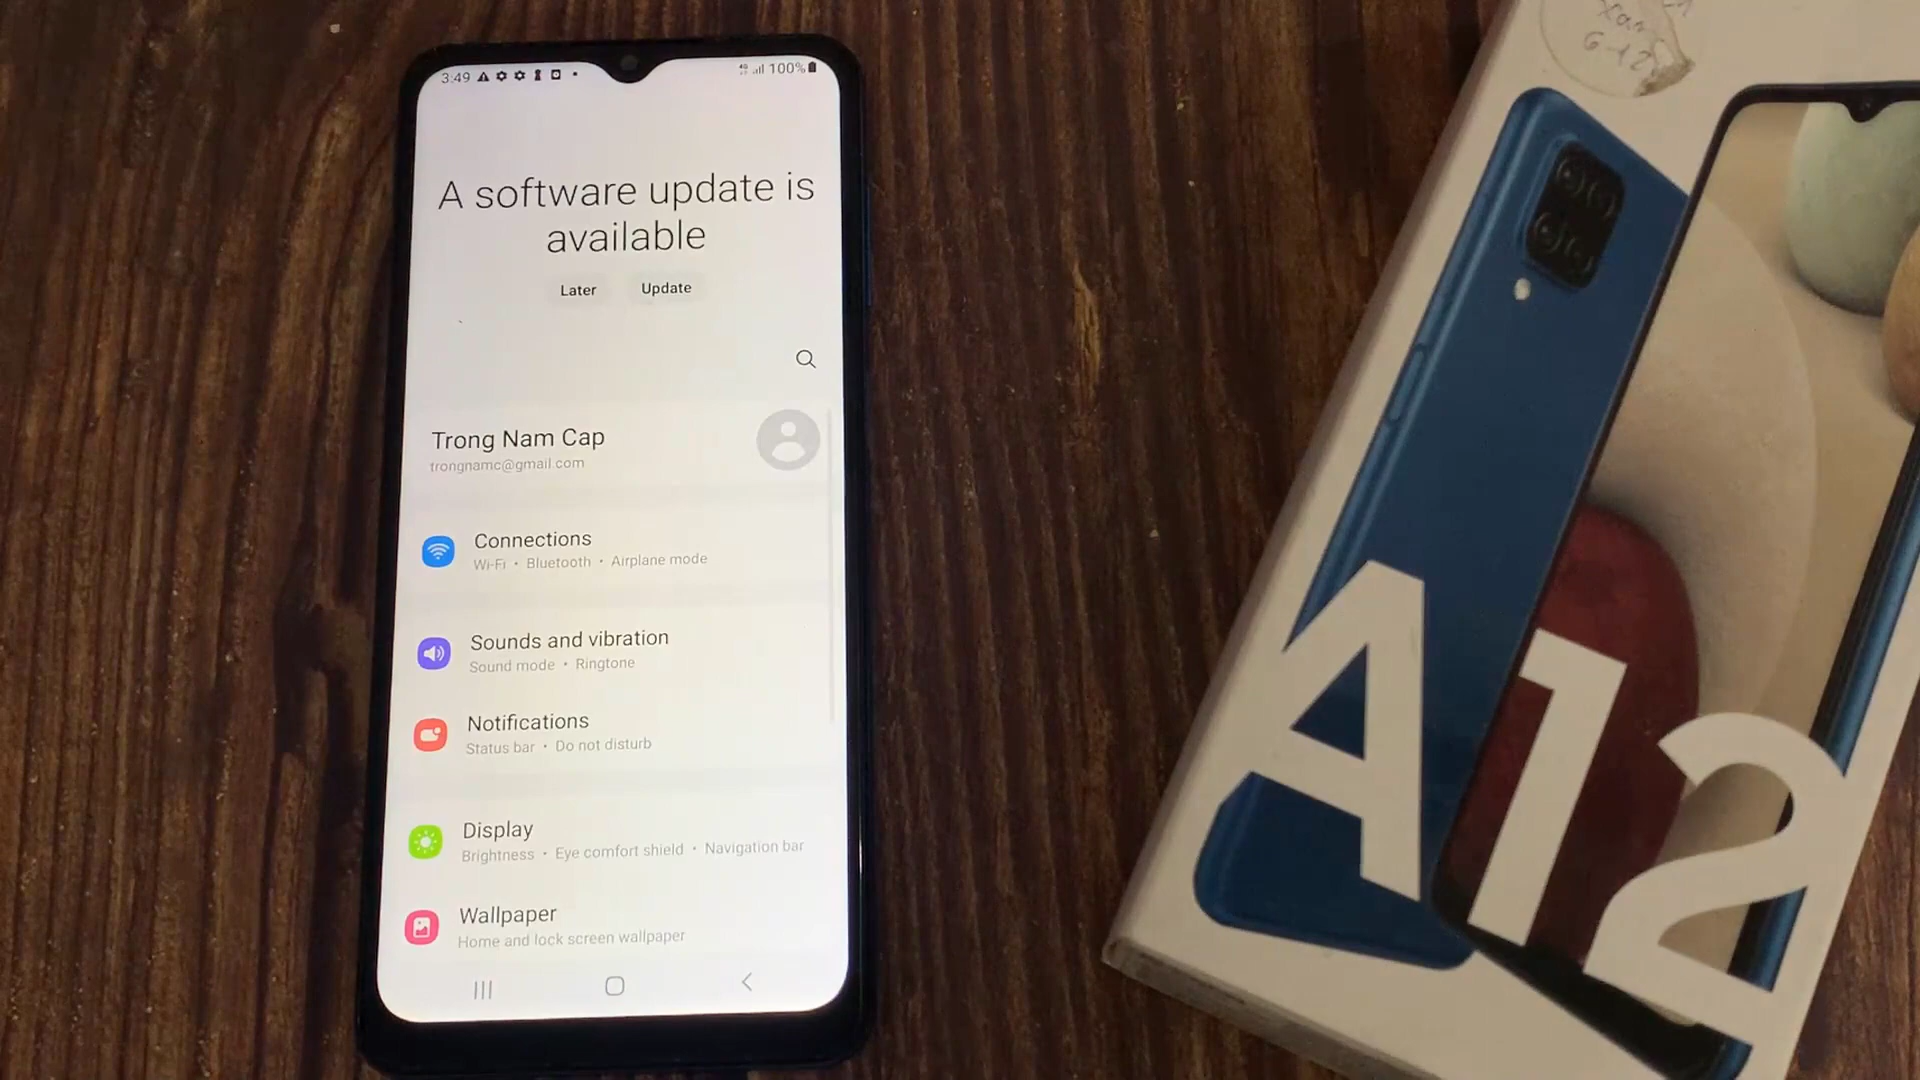 3:49
4G 100%
A software update is
available
Later Update
Trong Nam Cap
trongnamc@gmail.com
Connections
Wi-Fi • Bluetooth • Airplane mode
Sounds and vibration
Sound mode • Ringtone
Notifications
Status bar • Do not disturb
Display
Brightness • Eye comfort shield • Navigation bar
Wallpaper
Home and lock screen wallpaper
A12